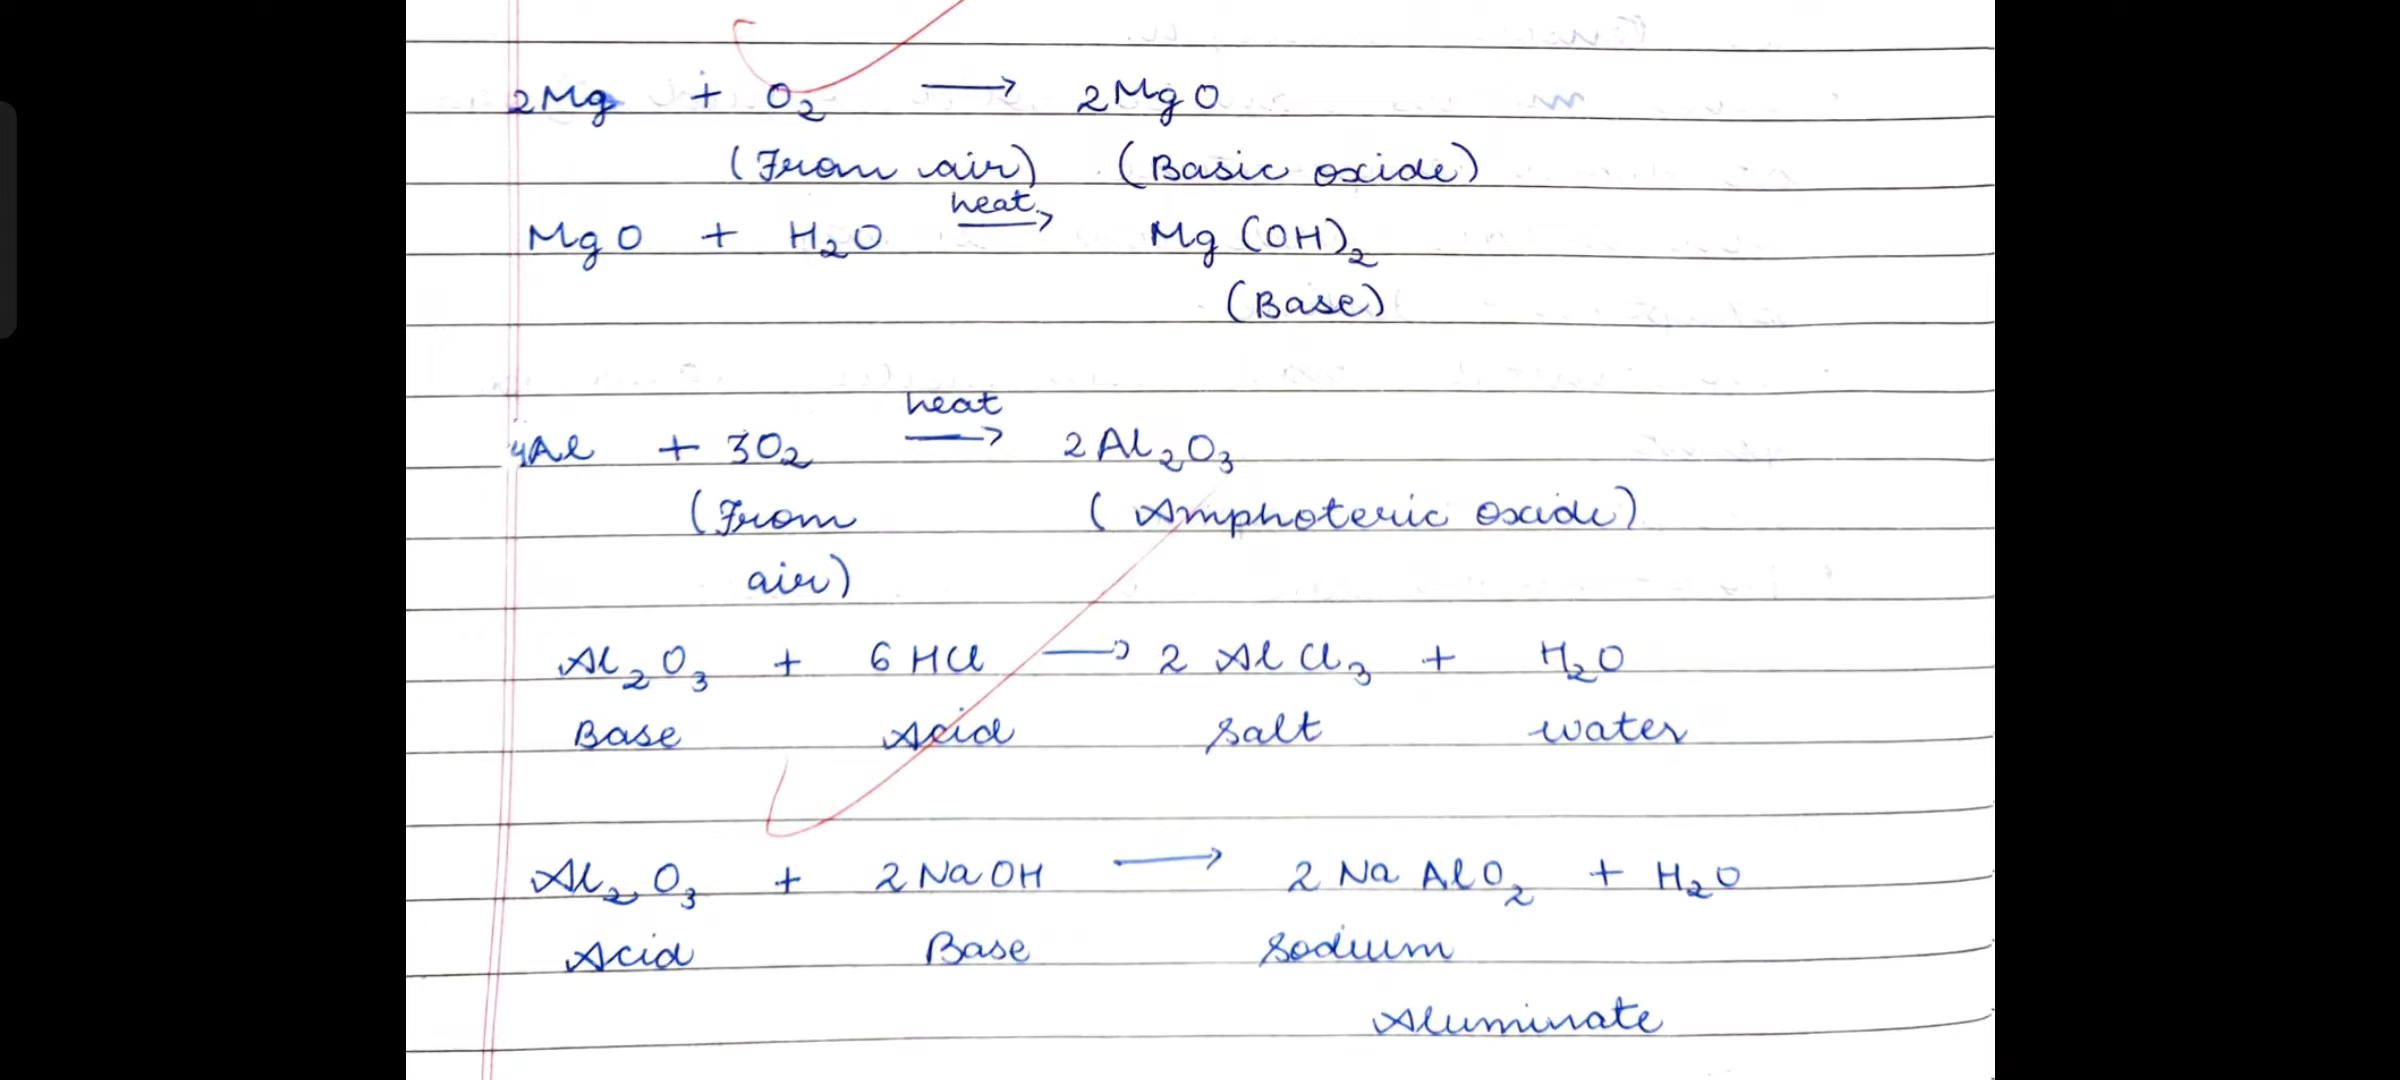 2Mg + O₂ ⟶ 2MgO
(From air) (Basic oxide)
MgO + H₂O ⟶ (heat) Mg(OH)₂
(Base)
4Al + 3O₂ ⟶ (heat) 2Al₂O₃
(From (Amphoteric oxide)
air)
Al₂O₃ + 6HCl ⟶ 2AlCl₃ + H₂O
Base Acid Salt water
Al₂O₃ + 2NaOH ⟶ 2NaAlO₂ + H₂O
Acid Base Sodium
Aluminate